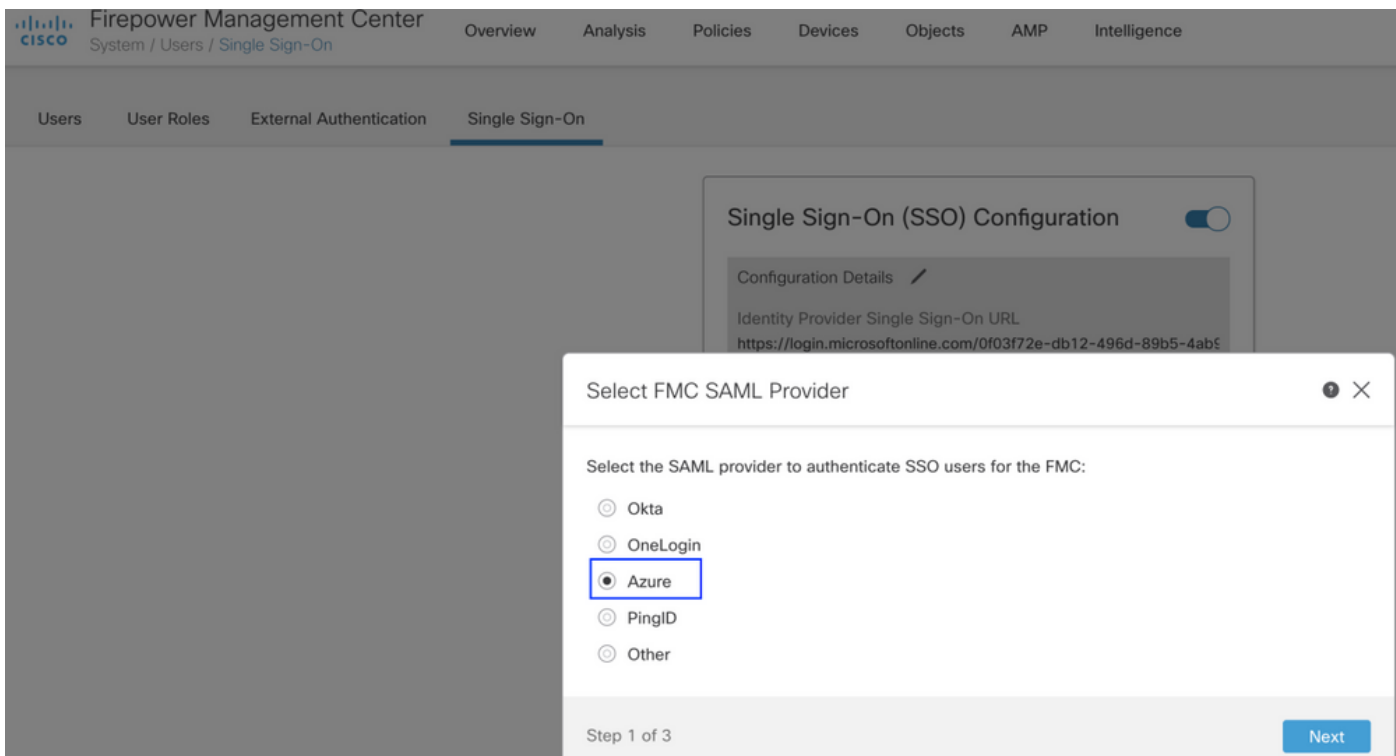 Firepower Management Center
CISCO
System / Users / Single Sign-On
Overview
Analysis
Policies
Devices
Objects
AMP
Intelligence
Users
User Roles
External Authentication
Single Sign-On
Single Sign-On (SSO) Configuration
Configuration Details
Identity Provider Single Sign-On URL
https://login.microsoftonline.com/0f03f72e-db12-496d-89b5-4ab9
Select FMC SAML Provider
?
Select the SAML provider to authenticate SSO users for the FMC:
Okta
OneLogin
Azure
PingID
Other
Step 1 of 3
Next